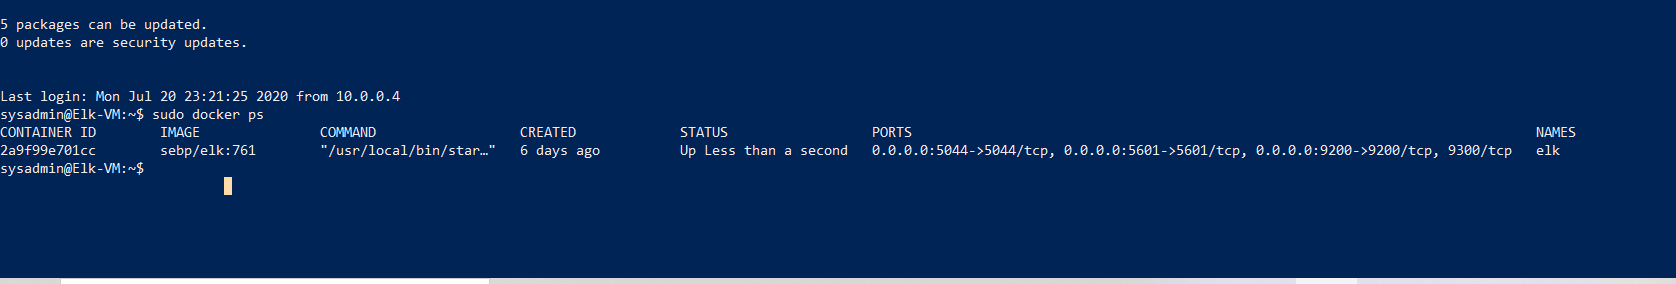 5 packages can be updated.
0 updates are security updates.
Last login: Mon Jul 20 23:21:25 2020 from 10.0.0.4
sysadmin@Elk-VM:~$ sudo docker ps
CONTAINER ID        IMAGE               COMMAND                  CREATED             STATUS                  PORTS                                                                              NAMES
2a9f99e701cc        sebp/elk:761        "/usr/local/bin/star…"   6 days ago          Up Less than a second   0.0.0.0:5044->5044/tcp, 0.0.0.0:5601->5601/tcp, 0.0.0.0:9200->9200/tcp, 9300/tcp   elk
sysadmin@Elk-VM:~$